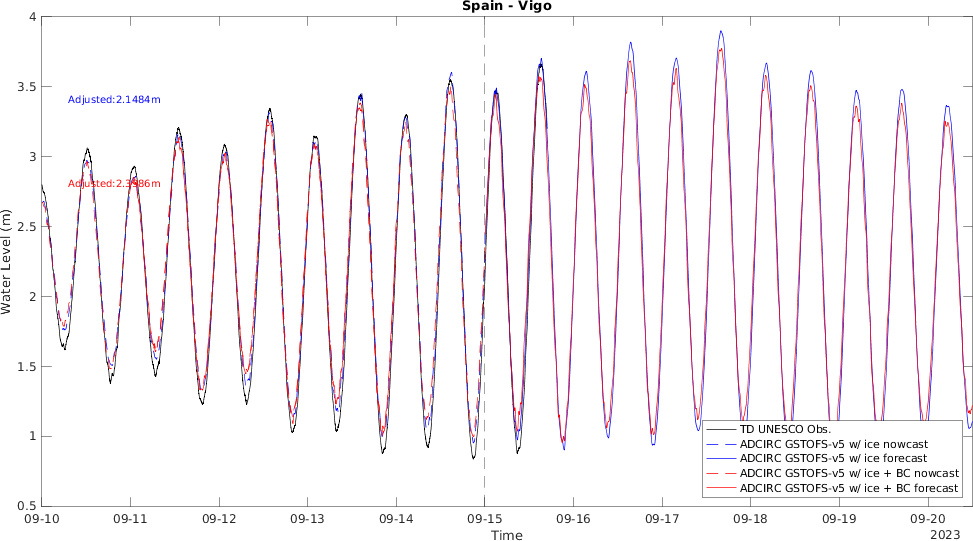 Spain - Vigo
4
3.5
3
2.5
2
1.5
1
0.5
Water Level (m)
Adjusted:2.1484m
Adjusted:2.3986m
TD UNESCO Obs.
ADCIRC GSTOFS-v5 w/ ice nowcast
ADCIRC GSTOFS-v5 w/ ice forecast
ADCIRC GSTOFS-v5 w/ ice + BC nowcast
ADCIRC GSTOFS-v5 w/ ice + BC forecast
09-10 09-11 09-12 09-13 09-14 09-15 09-16 09-17 09-18 09-19 09-20
Time
2023